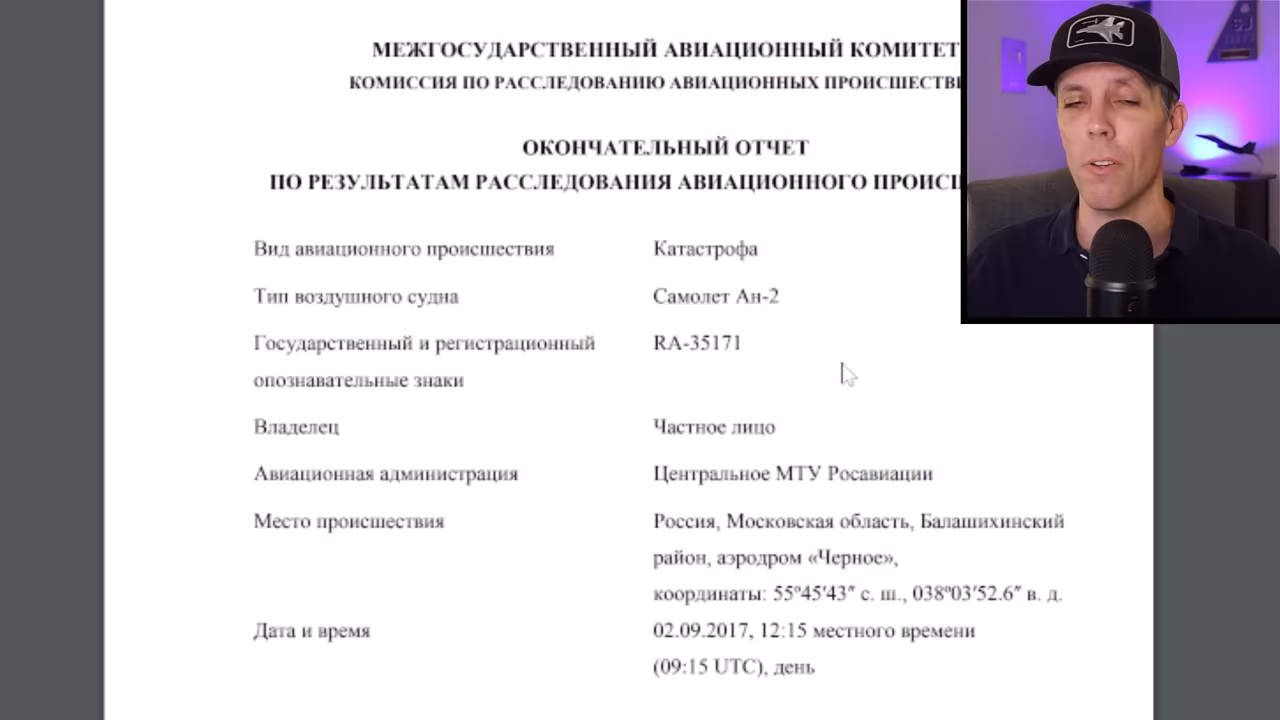 МЕЖГОСУДАРСТВЕННЫЙ АВИАЦИОННЫЙ КОМИТЕТ
КОМИССИЯ ПО РАССЛЕДОВАНИЮ АВИАЦИОННЫХ
ОКОНЧАТЕЛЬНЫЙ ОТЧЕТ
ПО РЕЗУЛЬТАТАМ РАССЛЕДОВАНИЯ АВИАЦИОННОГО
Вид авиационного происшествия Катастрофа
Тип воздушного судна Самолет Ан-2
Государственный и регистрационный RA-35171
опознавательные знаки
Владелец Частное лицо
Авиационная администрация Центральное МТУ Росавиации
Место происшествия Россия, Московская область, Балашихинский
район, аэродром «Черное»,
координаты: 55º45′43″ с. ш., 038º03′52.6″ в. д.
Дата и время 02.09.2017, 12:15 местного времени
(09:15 UTC), день